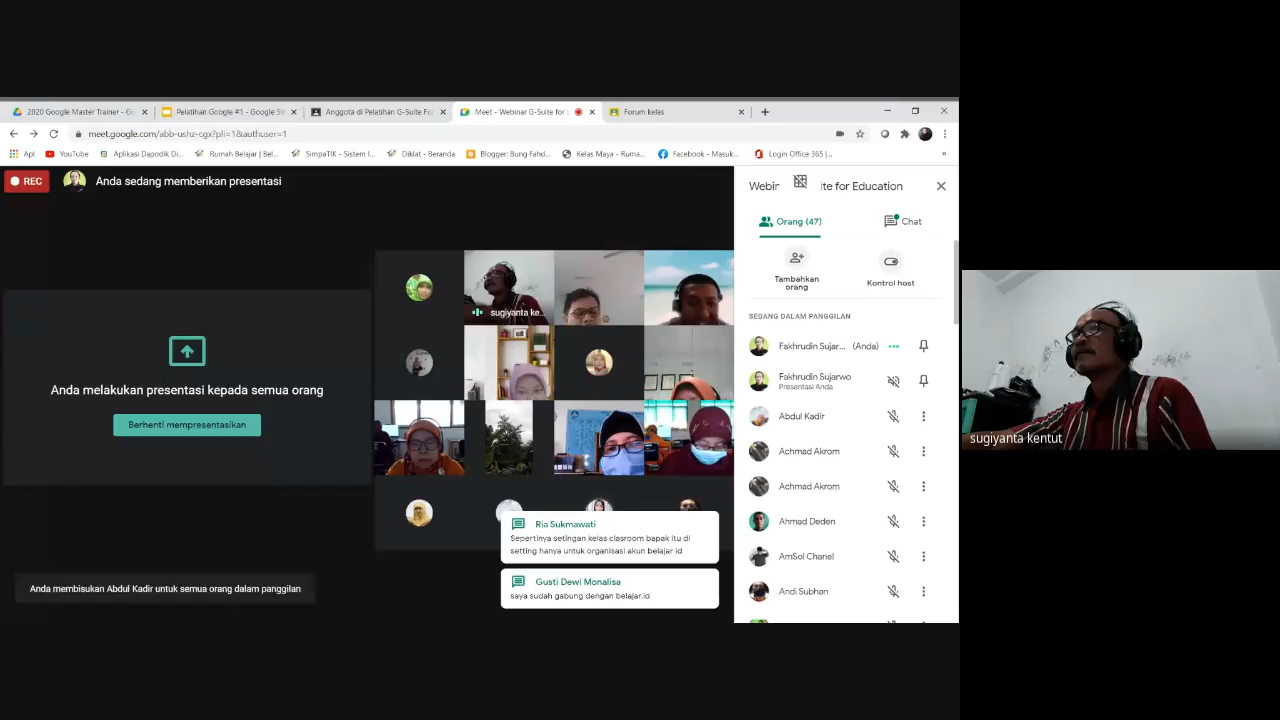 2020 Google Master Trainer - Go
Pelatihan Google #1 - Google Sli
Anggota di Pelatihan G-Suite For
Meet - Webinar G-Suite for
Forum kelas
meet.google.com/abb-ushz-cgx?pli=1&authuser=1
Apl
YouTube
Aplikasi Dapodik Di...
Rumah Belajar | Bel...
SimpaTIK - Sistem I...
Diklat - Beranda
Blogger: Bung Fahd...
Kelas Maya - Ruma...
Facebook - Masuk...
Login Office 365 |...
REC
Anda sedang memberikan presentasi
Anda melakukan presentasi kepada semua orang
Berhenti mempresentasikan
sugiyanta ke...
Ria Sukmawati
Sepertinya setingan kelas clasroom bapak itu di
setting hanya untuk organisasi akun belajar id
Gusti Dewi Monalisa
saya sudah gabung dengan belajar.id
Anda membisukan Abdul Kadir untuk semua orang dalam panggilan
Webin ite for Education
Orang (47)
Chat
Tambahkan
orang
Kontrol host
SEDANG DALAM PANGGILAN
Fakhrudin Sujar... (Anda)
Fakhrudin Sujarwo
Presentasi Anda
Abdul Kadir
Achmad Akrom
Achmad Akrom
Ahmad Deden
AmSol Chanel
Andi Subhan
sugiyanta kentut